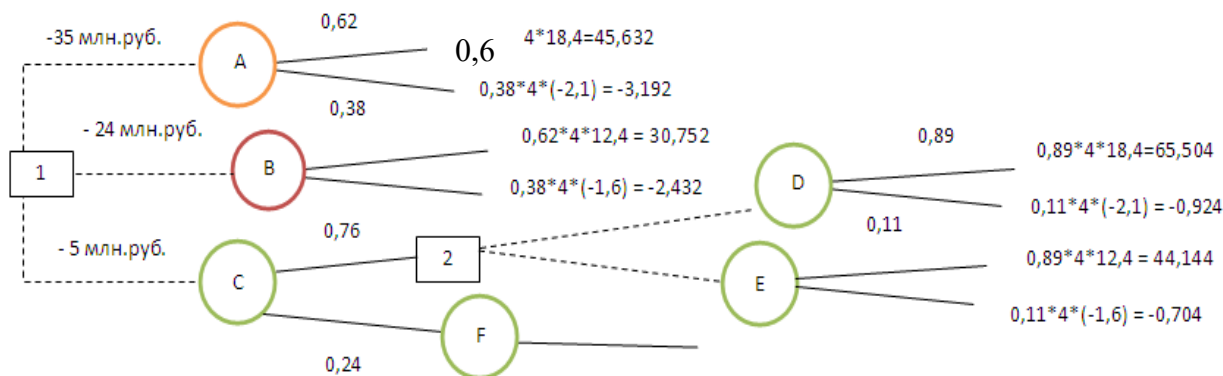 0,62
-35 млн.руб.
A
0,6
4*18,4=45,632
0,38*4*(-2,1) = -3,192
0,38
- 24 млн.руб.
1
B
0,62*4*12,4 = 30,752
0,38*4*(-1,6) = -2,432
0,89
D
0,89*4*18,4=65,504
0,11*4*(-2,1) = -0,924
0,11
- 5 млн.руб.
0,76
C
2
E
0,89*4*12,4 = 44,144
0,11*4*(-1,6) = -0,704
F
0,24